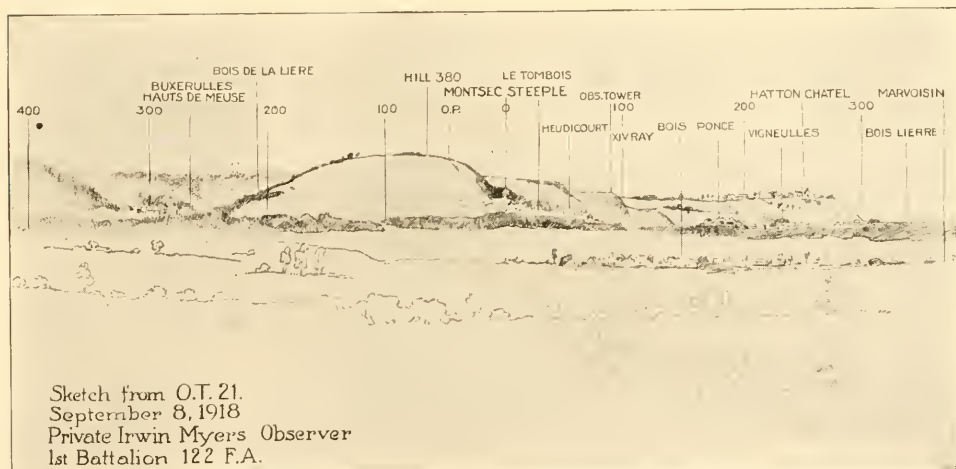 BOIS DE LA LIERE
BUXERULLES
HAUTS DE MEUSE
HILL 380
LE TOMBOIS
MONTSEC STEEPLE
OBS. TOWER
HATTON CHATEL
MARVOISIN
400 300 200 100 O.P. 0 100 200 300
HEUDICOURT
XIVRAY
BOIS PONCE
VIGNEULLES
BOIS LIERRE
Sketch from O.T. 21.
September 8, 1918
Private Irwin Myers Observer
1st Battalion 122 F.A.